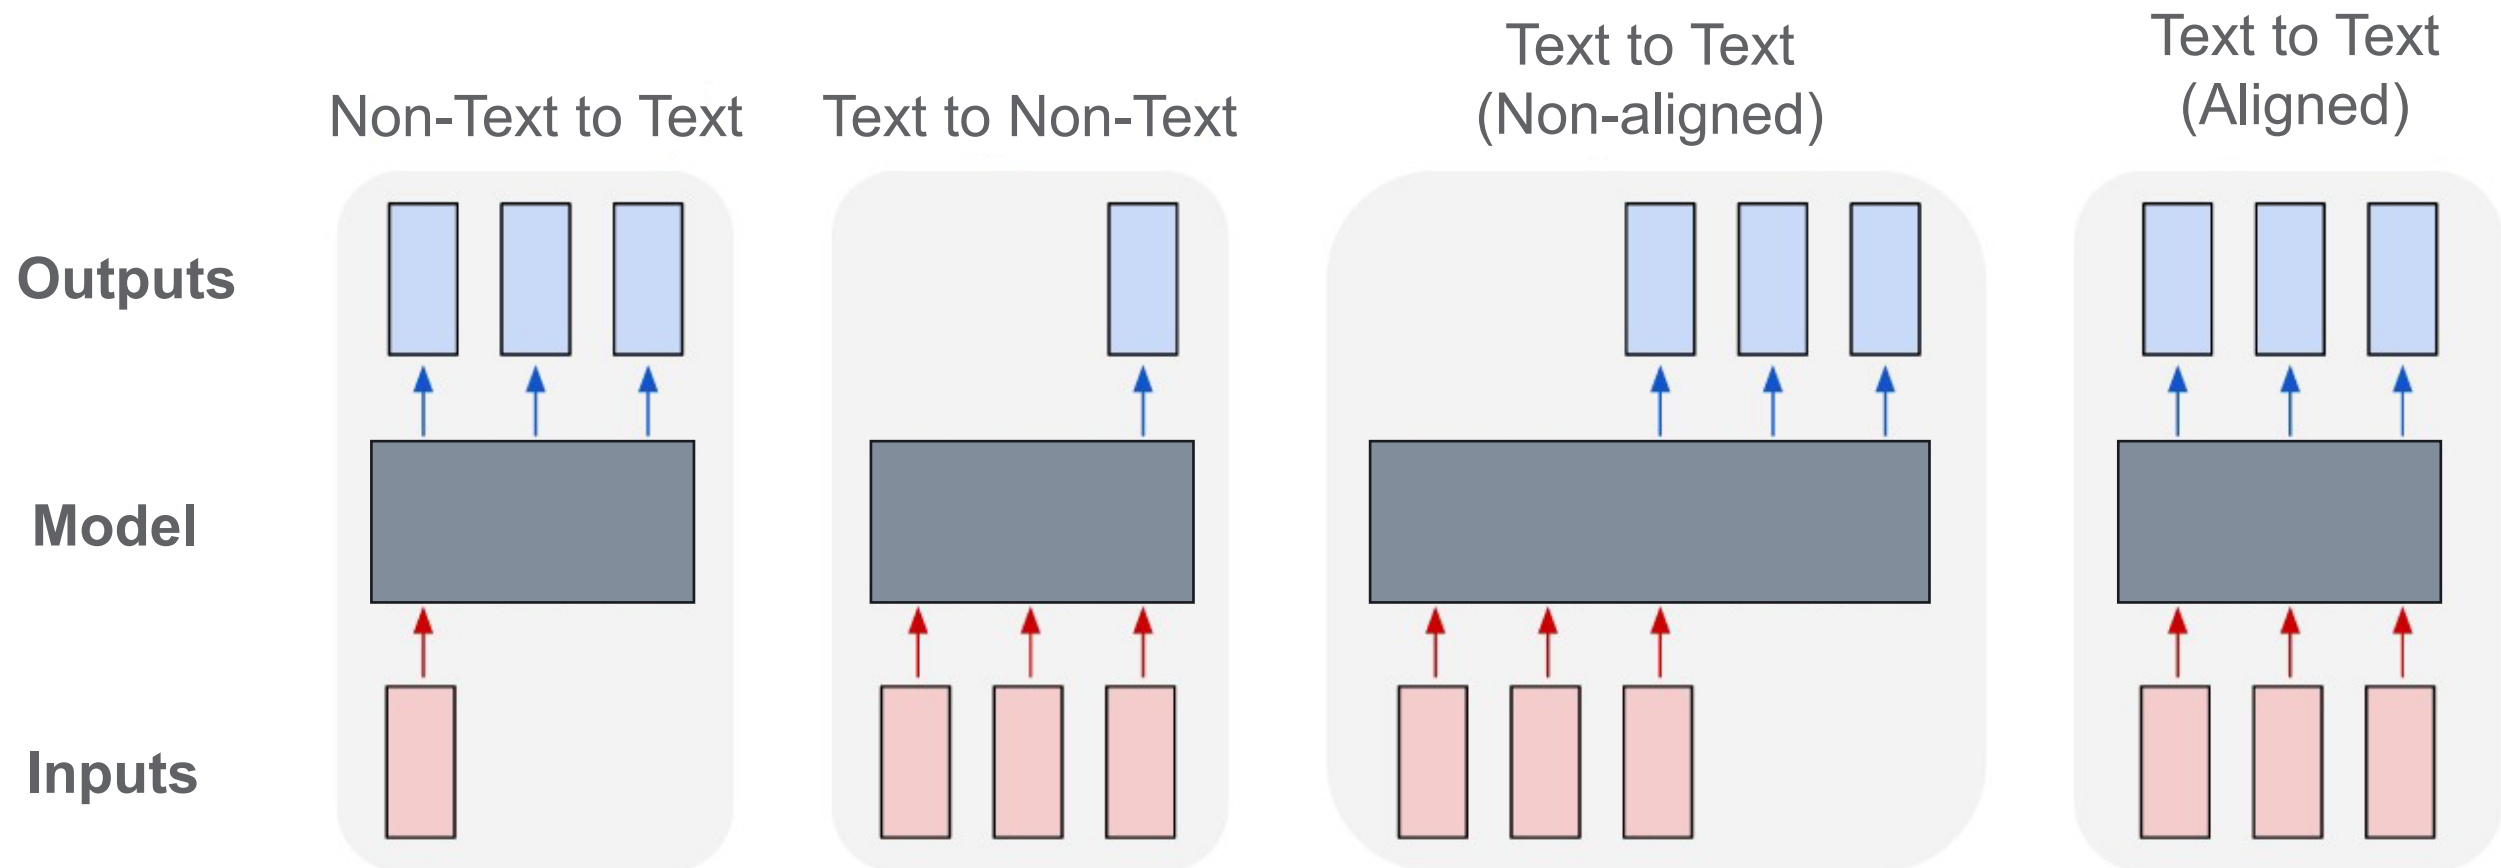 Non-Text to Text
Text to Non-Text
Text to Text
(Non-aligned)
Text to Text
(Aligned)
Outputs
Model
Inputs